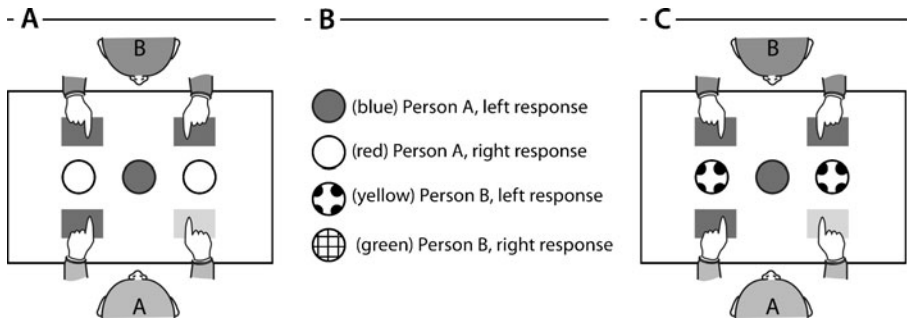 A
B
A
B
(blue) Person A, left response
(red) Person A, right response
(yellow) Person B, left response
(green) Person B, right response
C
B
A